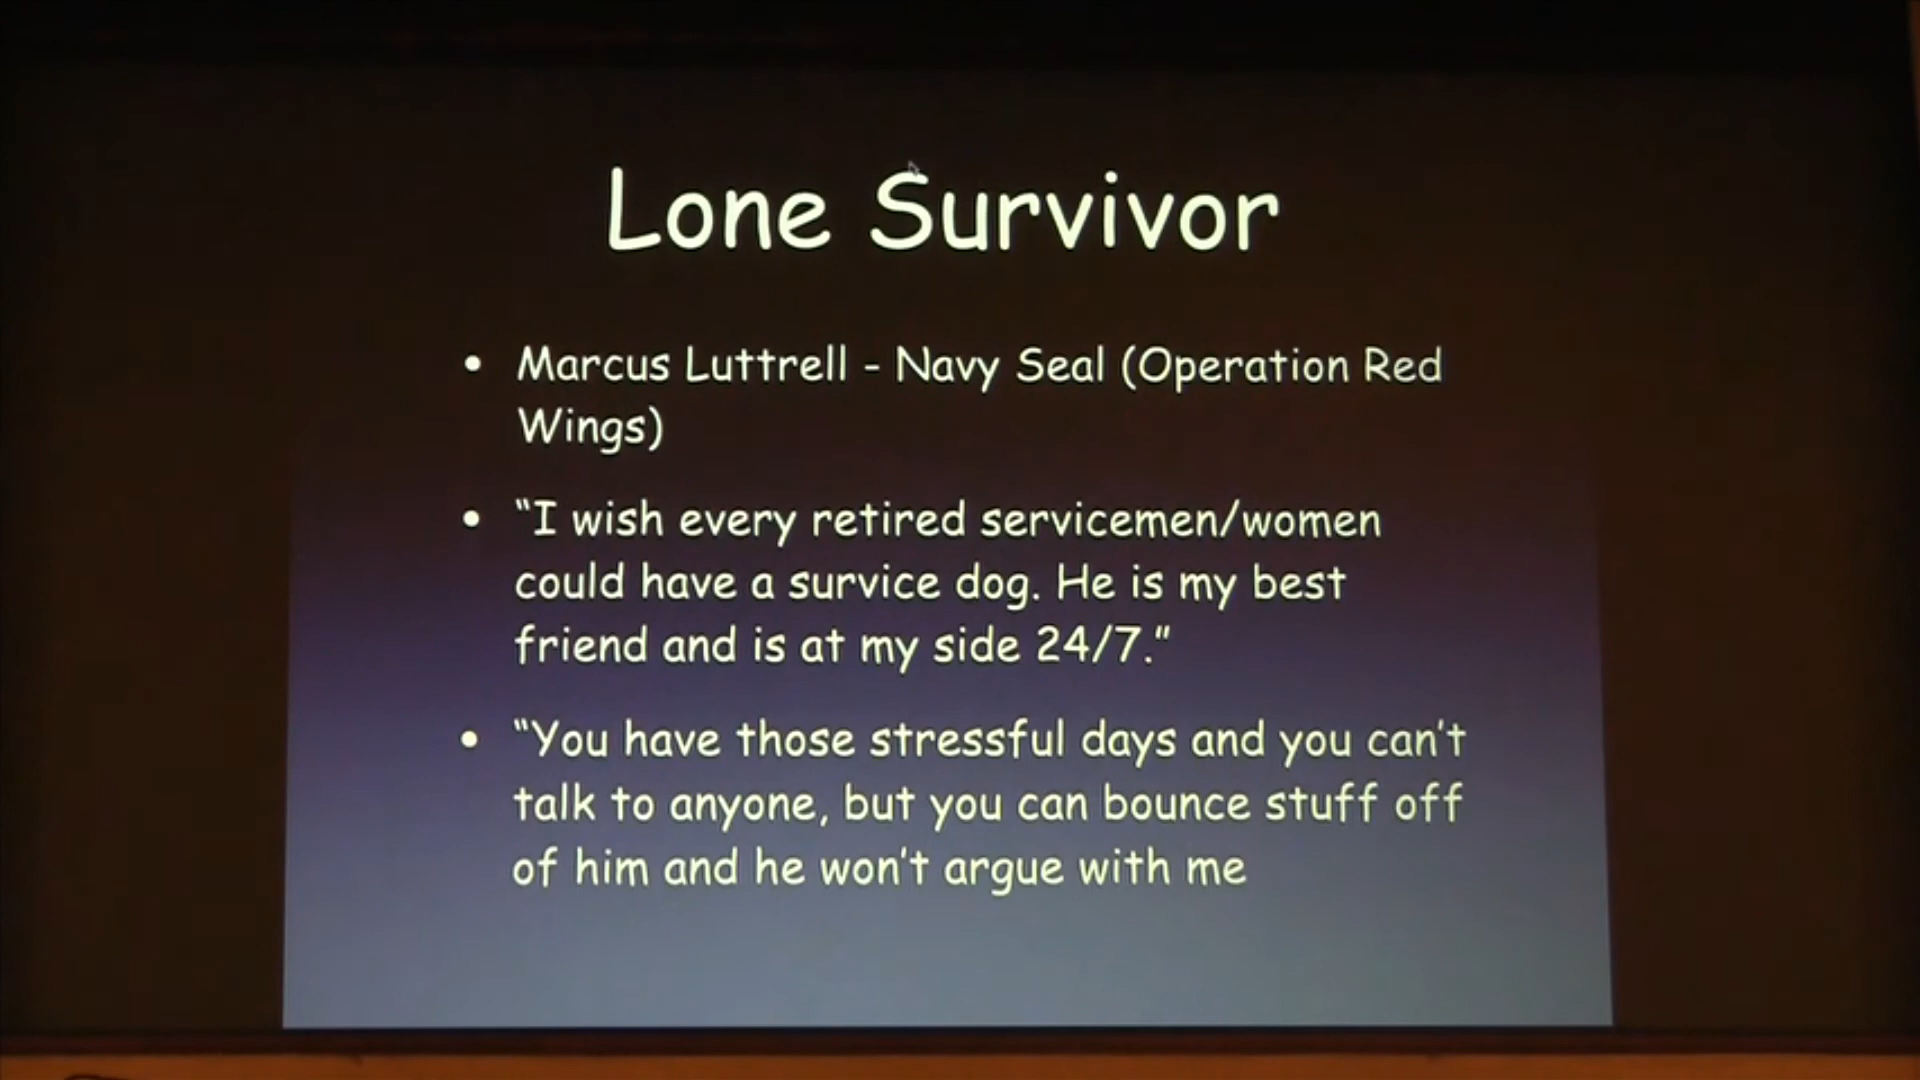 Lone Survivor
• Marcus Luttrell - Navy Seal (Operation Red
Wings)
• “I wish every retired servicemen/women
could have a survice dog. He is my best
friend and is at my side 24/7.”
• “You have those stressful days and you can’t
talk to anyone, but you can bounce stuff off
of him and he won’t argue with me